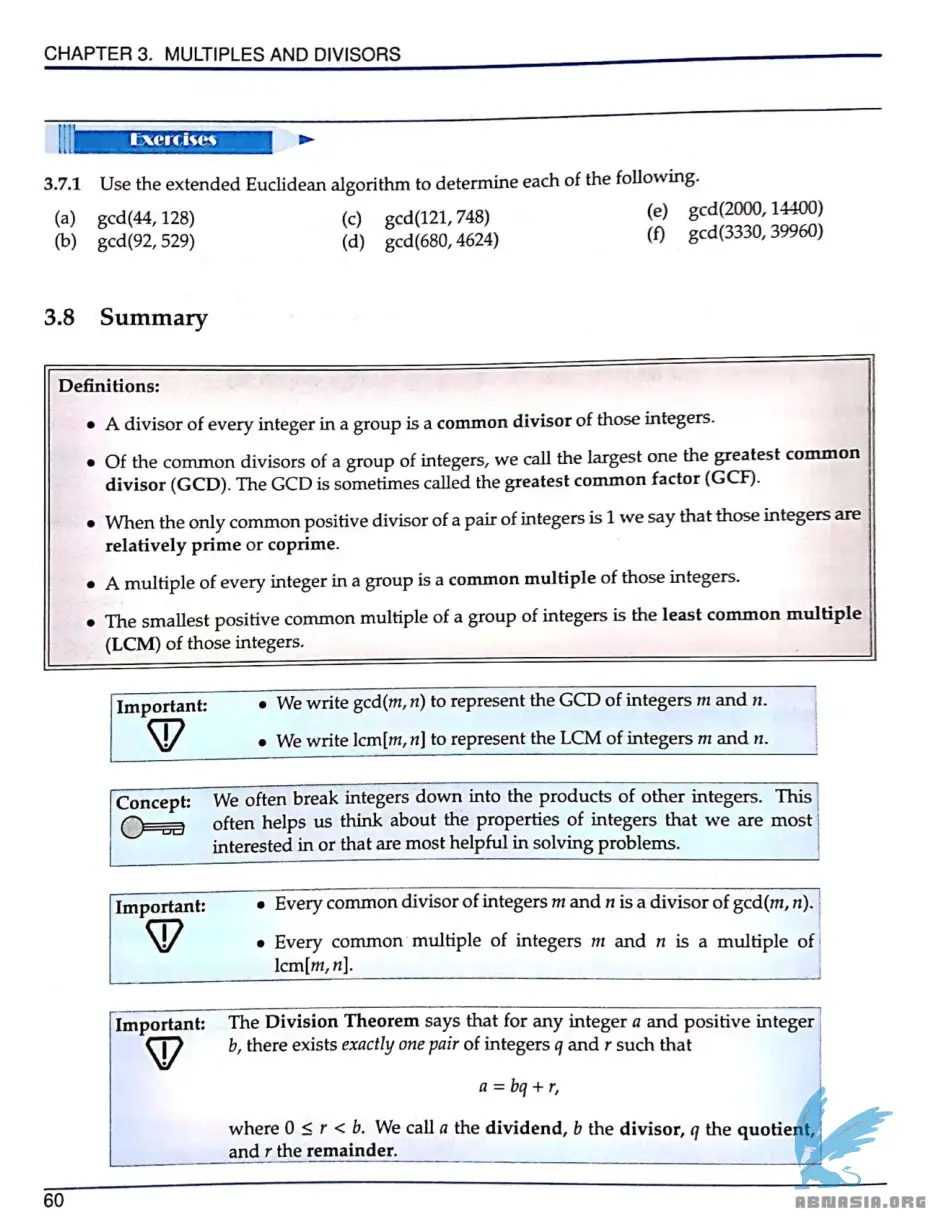 CHAPTER 3. MULTIPLES AND DIVISORS
Exercises
3.7.1 Use the extended Euclidean algorithm to determine each of the following.
(a) gcd(44, 128)
(b) gcd(92, 529)
(c) gcd(121, 748)
(d) gcd(680, 4624)
(e) gcd(2000, 14400)
(f) gcd(3330, 39960)
3.8 Summary
Definitions:
• A divisor of every integer in a group is a common divisor of those integers.
• Of the common divisors of a group of integers, we call the largest one the greatest common
divisor (GCD). The GCD is sometimes called the greatest common factor (GCF).
• When the only common positive divisor of a pair of integers is 1 we say that those integers are
relatively prime or coprime.
• A multiple of every integer in a group is a common multiple of those integers.
• The smallest positive common multiple of a group of integers is the least common multiple
(LCM) of those integers.
Important:
• We write gcd(m, n) to represent the GCD of integers m and n.
• We write lcm[m, n] to represent the LCM of integers m and n.
Concept: We often break integers down into the products of other integers. This
often helps us think about the properties of integers that we are most
interested in or that are most helpful in solving problems.
Important:
• Every common divisor of integers m and n is a divisor of gcd(m, n).
• Every common multiple of integers m and n is a multiple of
lcm[m, n].
Important: The Division Theorem says that for any integer a and positive integer
b, there exists exactly one pair of integers q and r such that
a = bq + r,
where 0 ≤ r < b. We call a the dividend, b the divisor, q the quotient,
and r the remainder.
60
ABNASIA.ORG